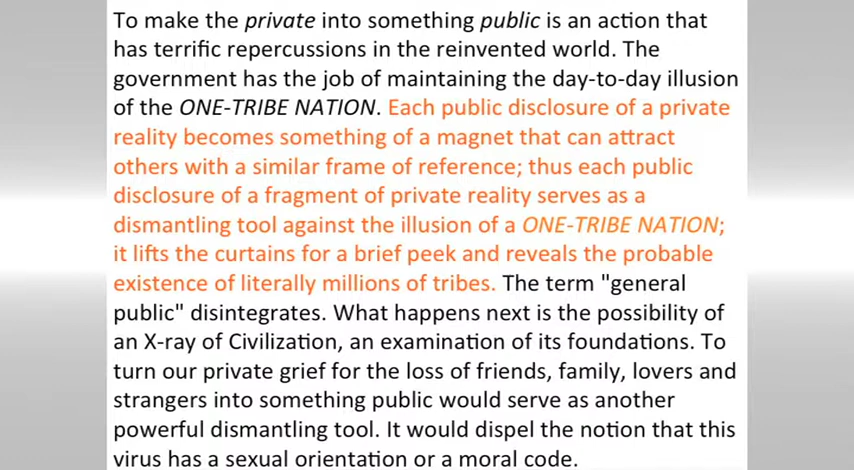 To make the private into something public is an action that
has terrific repercussions in the reinvented world. The
government has the job of maintaining the day-to-day illusion
of the ONE-TRIBE NATION. Each public disclosure of a private
reality becomes something of a magnet that can attract
others with a similar frame of reference; thus each public
disclosure of a fragment of private reality serves as a
dismantling tool against the illusion of a ONE-TRIBE NATION;
it lifts the curtains for a brief peek and reveals the probable
existence of literally millions of tribes. The term "general
public" disintegrates. What happens next is the possibility of
an X-ray of Civilization, an examination of its foundations. To
turn our private grief for the loss of friends, family, lovers and
strangers into something public would serve as another
powerful dismantling tool. It would dispel the notion that this
virus has a sexual orientation or a moral code.